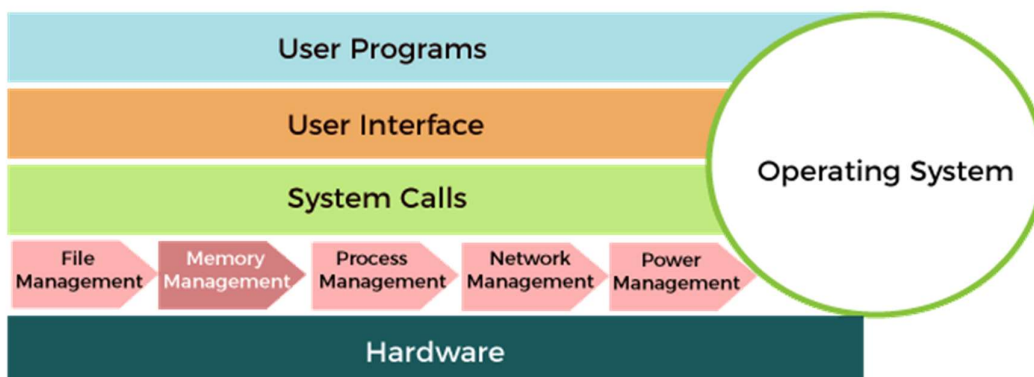 User Programs
User Interface
System Calls
Operating System
File
Management
Memory
Management
Process
Management
Network
Management
Power
Management
Hardware